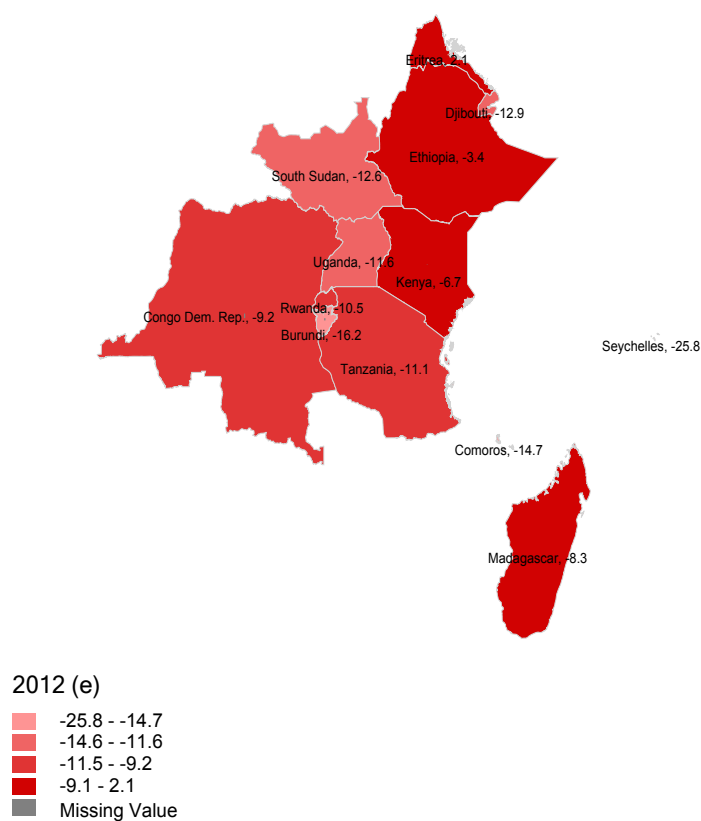 Eritrea, 2.1
Djibouti, -12.9
Ethiopia, -3.4
South Sudan, -12.6
Uganda, -11.6
Kenya, -6.7
Rwanda, -10.5
Congo Dem. Rep., -9.2
Burundi, -16.2
Seychelles, -25.8
Tanzania, -11.1
Comoros, -14.7
Madagascar, -8.3
2012 (e)
-25.8 - -14.7
-14.6 - -11.6
-11.5 - -9.2
-9.1 - 2.1
Missing Value